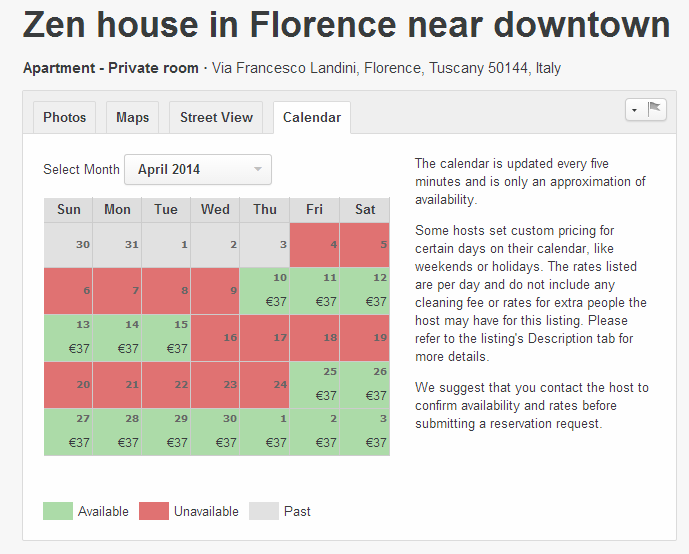 Zen house in Florence near downtown
Apartment - Private room · Via Francesco Landini, Florence, Tuscany 50144, Italy
Photos Maps Street View Calendar
Select Month April 2014
Sun Mon Tue Wed Thu Fri Sat
30 31 1 2 3 4 5
6 7 8 9 10 11 12
€37 €37 €37
13 14 15 16 17 18 19
€37 €37 €37
20 21 22 23 24 25 26
€37 €37
27 28 29 30 1 2 3
€37 €37 €37 €37 €37 €37 €37
Available Unavailable Past
The calendar is updated every five
minutes and is only an approximation of
availability.
Some hosts set custom pricing for
certain days on their calendar, like
weekends or holidays. The rates listed
are per day and do not include any
cleaning fee or rates for extra people the
host may have for this listing. Please
refer to the listing's Description tab for
more details.
We suggest that you contact the host to
confirm availability and rates before
submitting a reservation request.